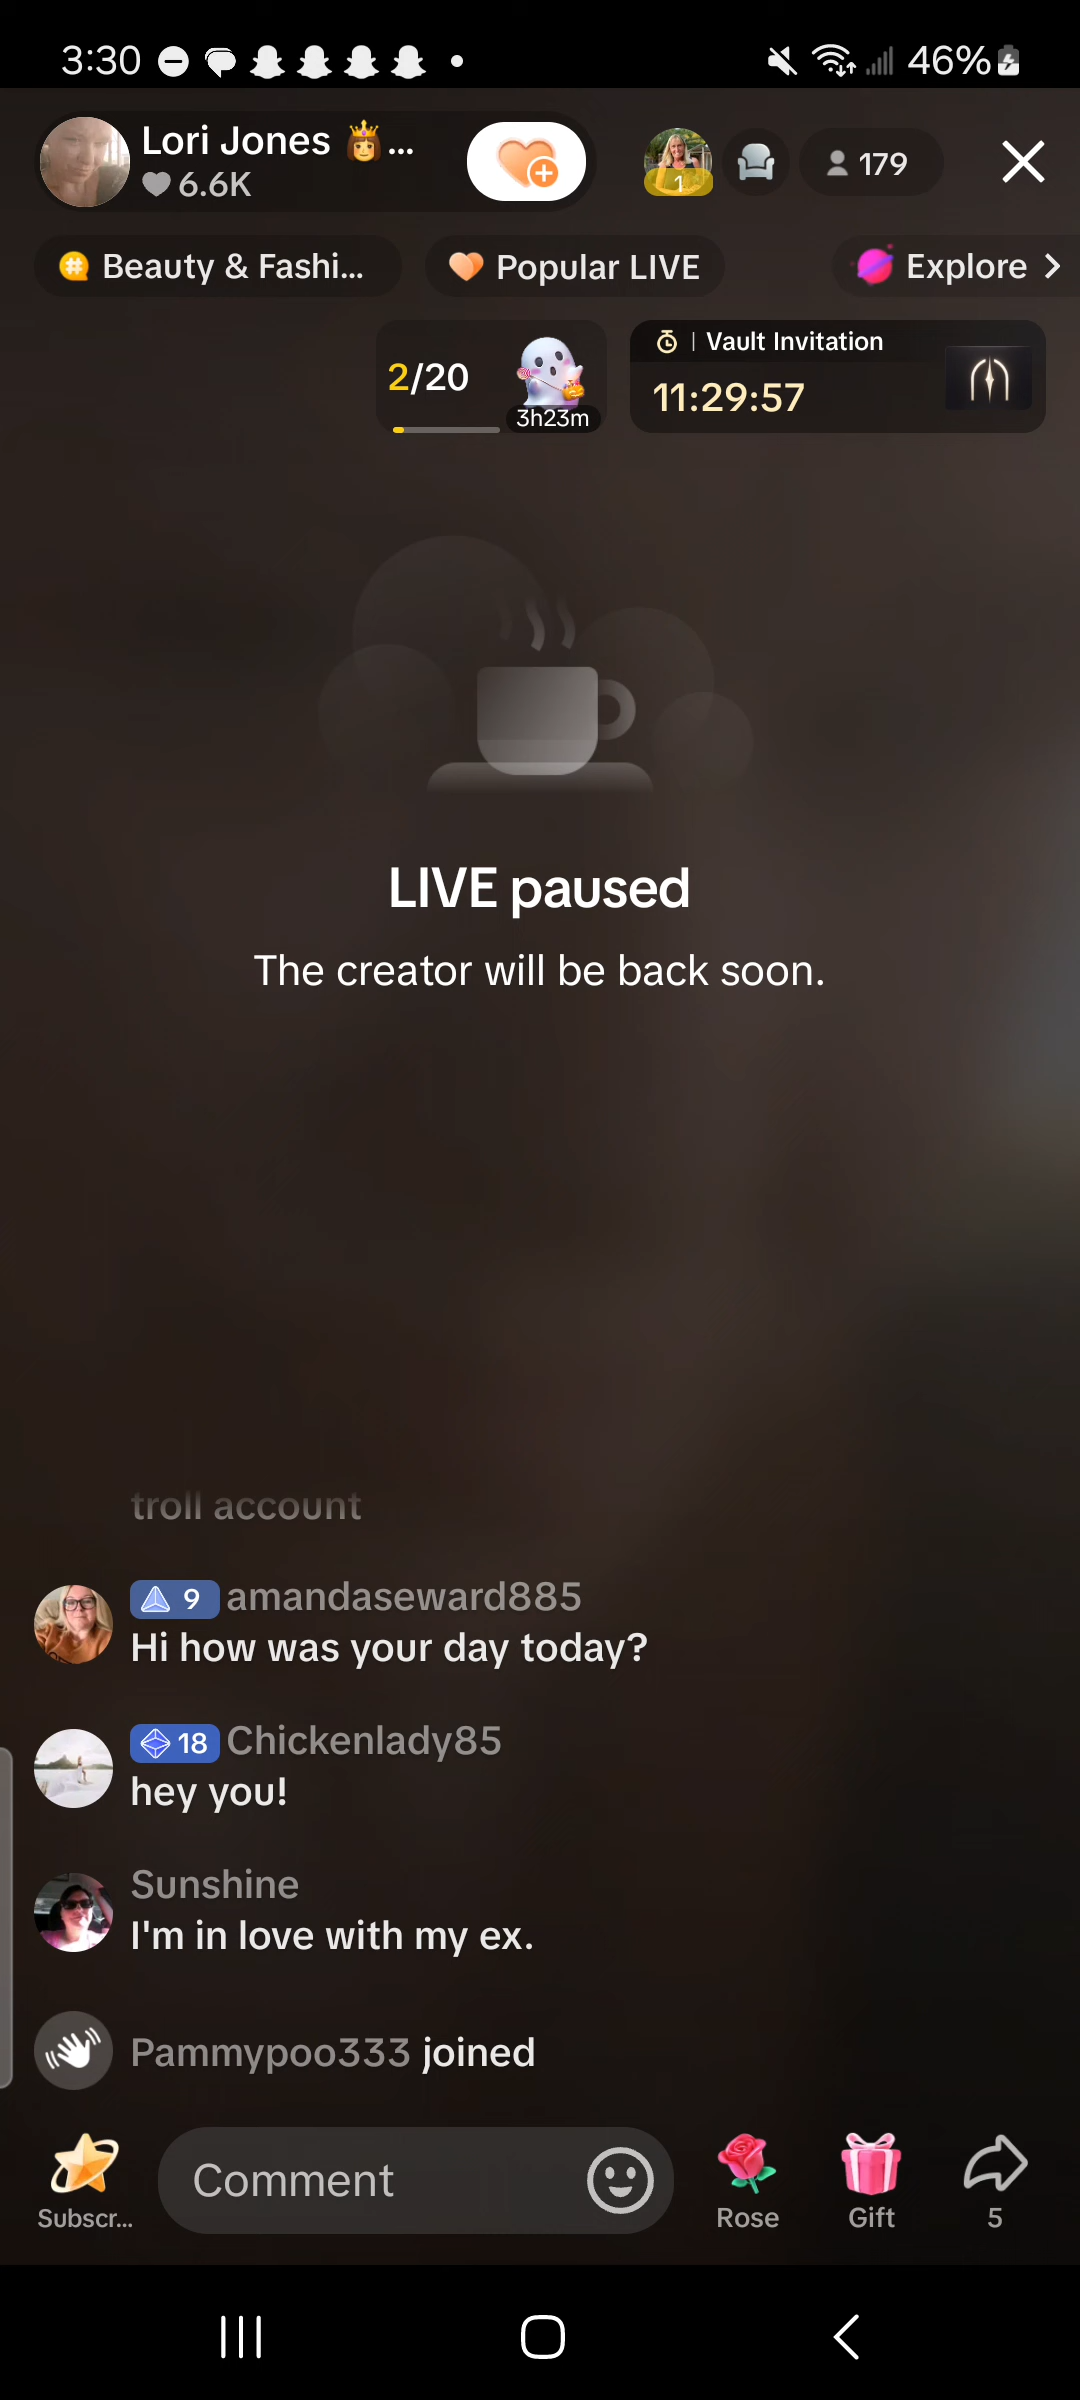 3:30
46%
Lori Jones 👸...
6.6K
1
179
Beauty & Fashi...
Popular LIVE
Explore
2/20
3h23m
Vault Invitation
11:29:57
LIVE paused
The creator will be back soon.
troll account
9 amandaseward885
Hi how was your day today?
18 Chickenlady85
hey you!
Sunshine
I'm in love with my ex.
Pammypoo333 joined
Comment
Subscr...
Rose
Gift
5